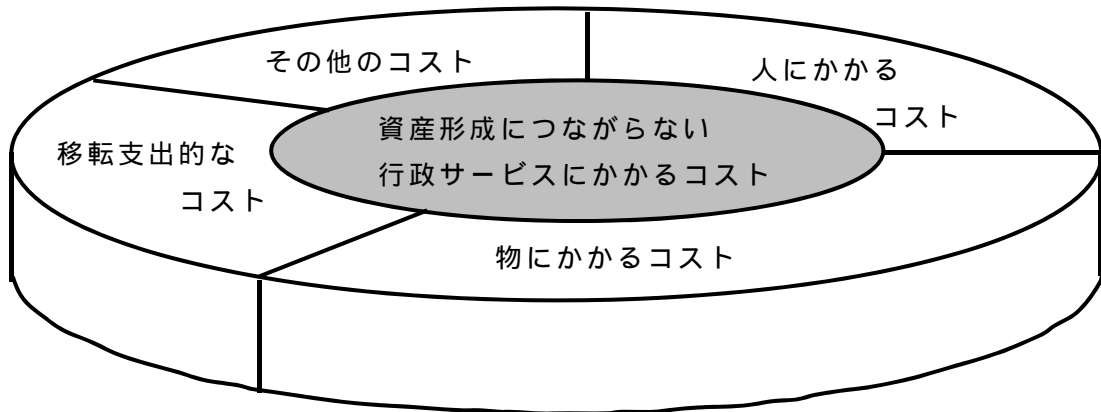 その他のコスト
人にかかる
コスト
資産形成につながらない
行政サービスにかかるコスト
移転支出的な
コスト
物にかかるコスト